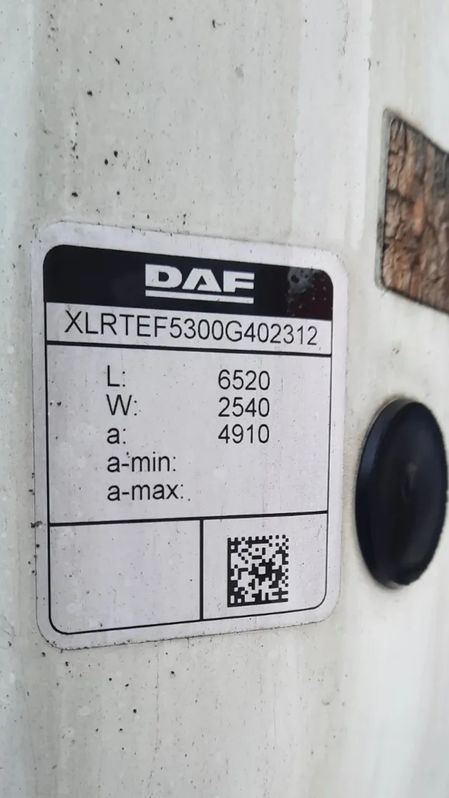 DAF
XLRTEF5300G402312
L: 6520
W: 2540
a: 4910
a-min:
a-max: